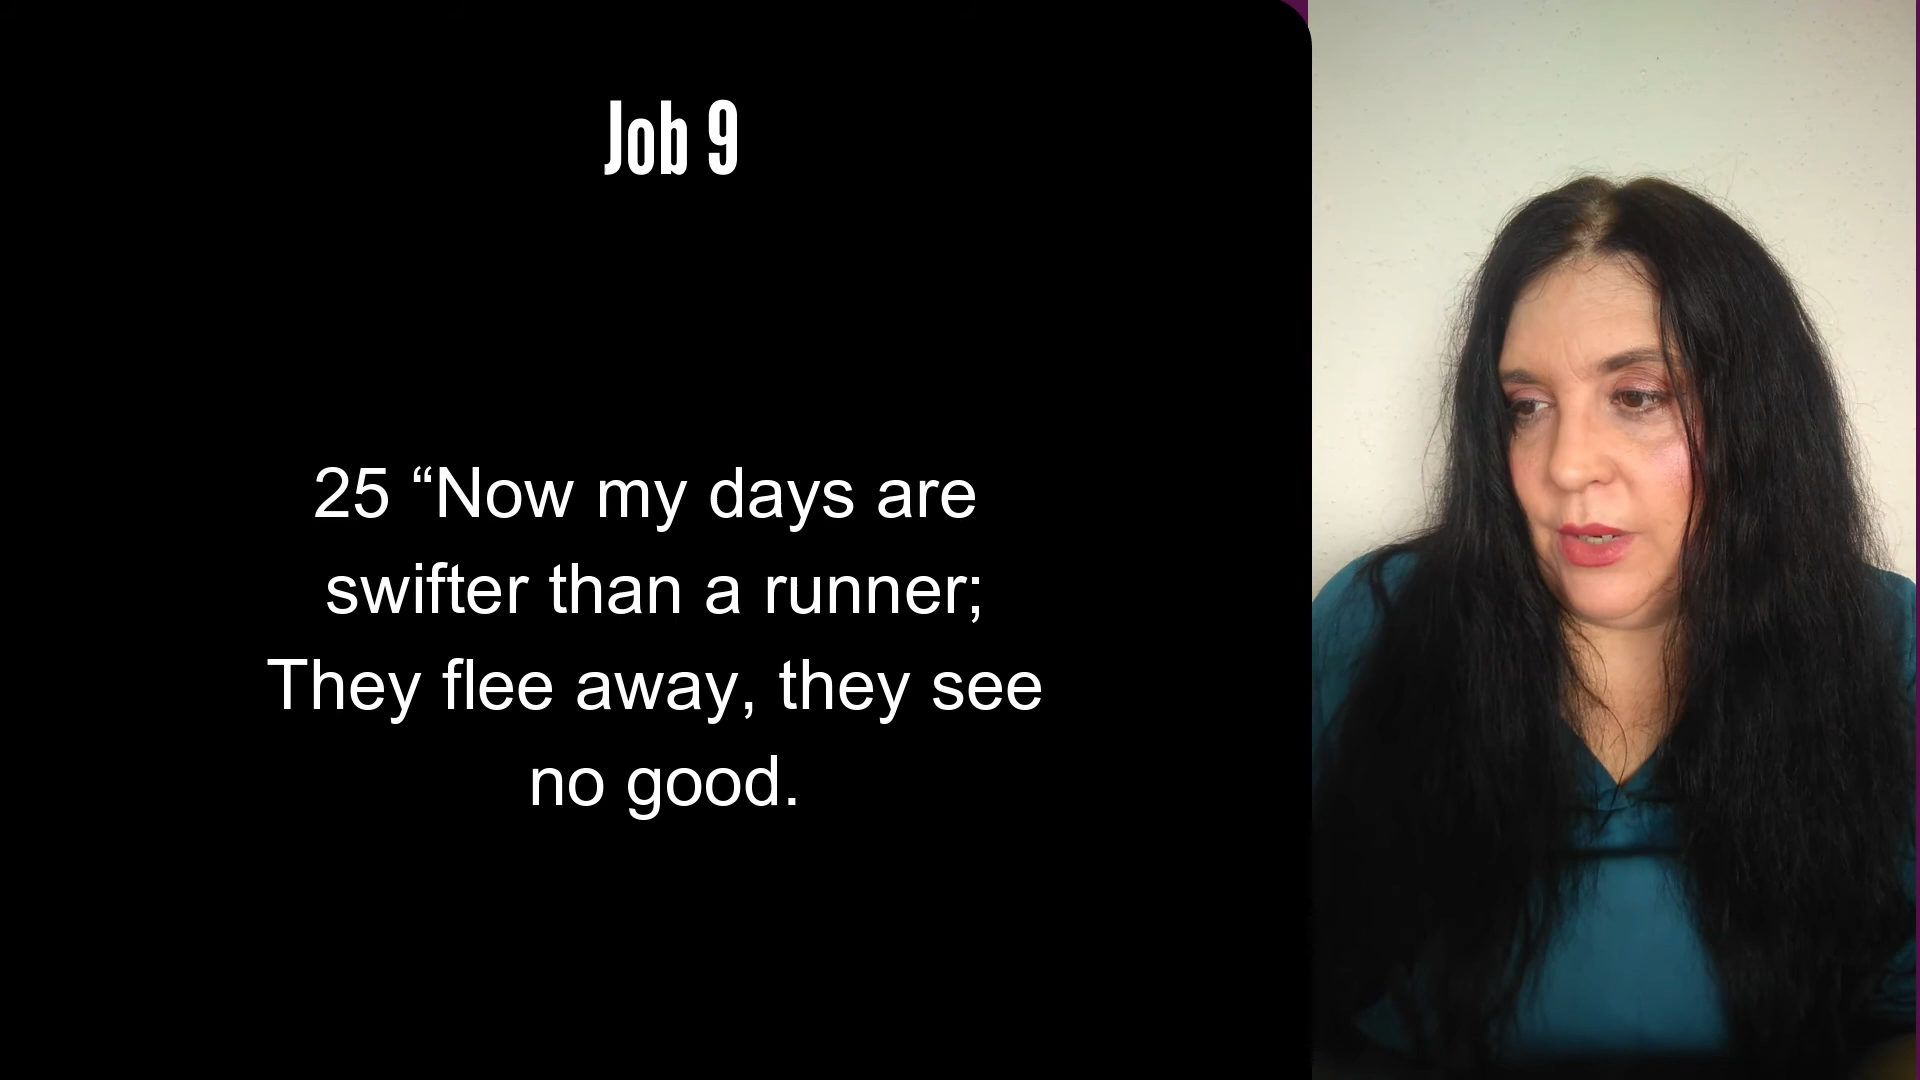 Job 9
25 “Now my days are
swifter than a runner;
They flee away, they see
no good.